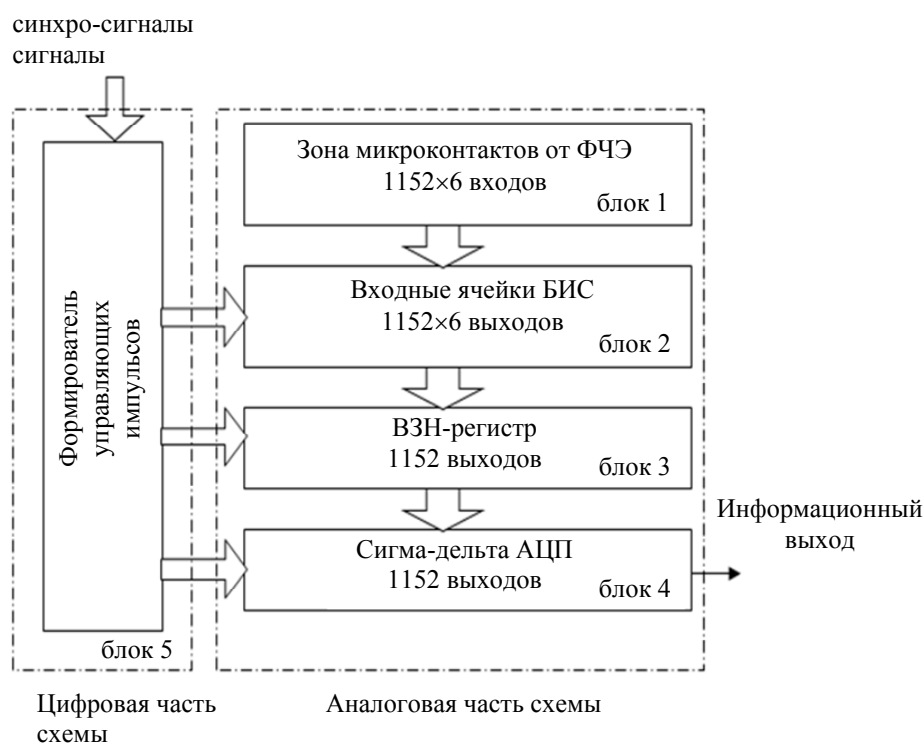 синхро-сигналы
сигналы
Формирователь
управляющих
импульсов
блок 5
Зона микроконтактов от ФЧЭ
1152×6 входов
блок 1
Входные ячейки БИС
1152×6 выходов
блок 2
ВЗН-регистр
1152 выходов
блок 3
Сигма-дельта АЦП
1152 выходов
блок 4
Информационный
выход
Цифровая часть
схемы
Аналоговая часть схемы